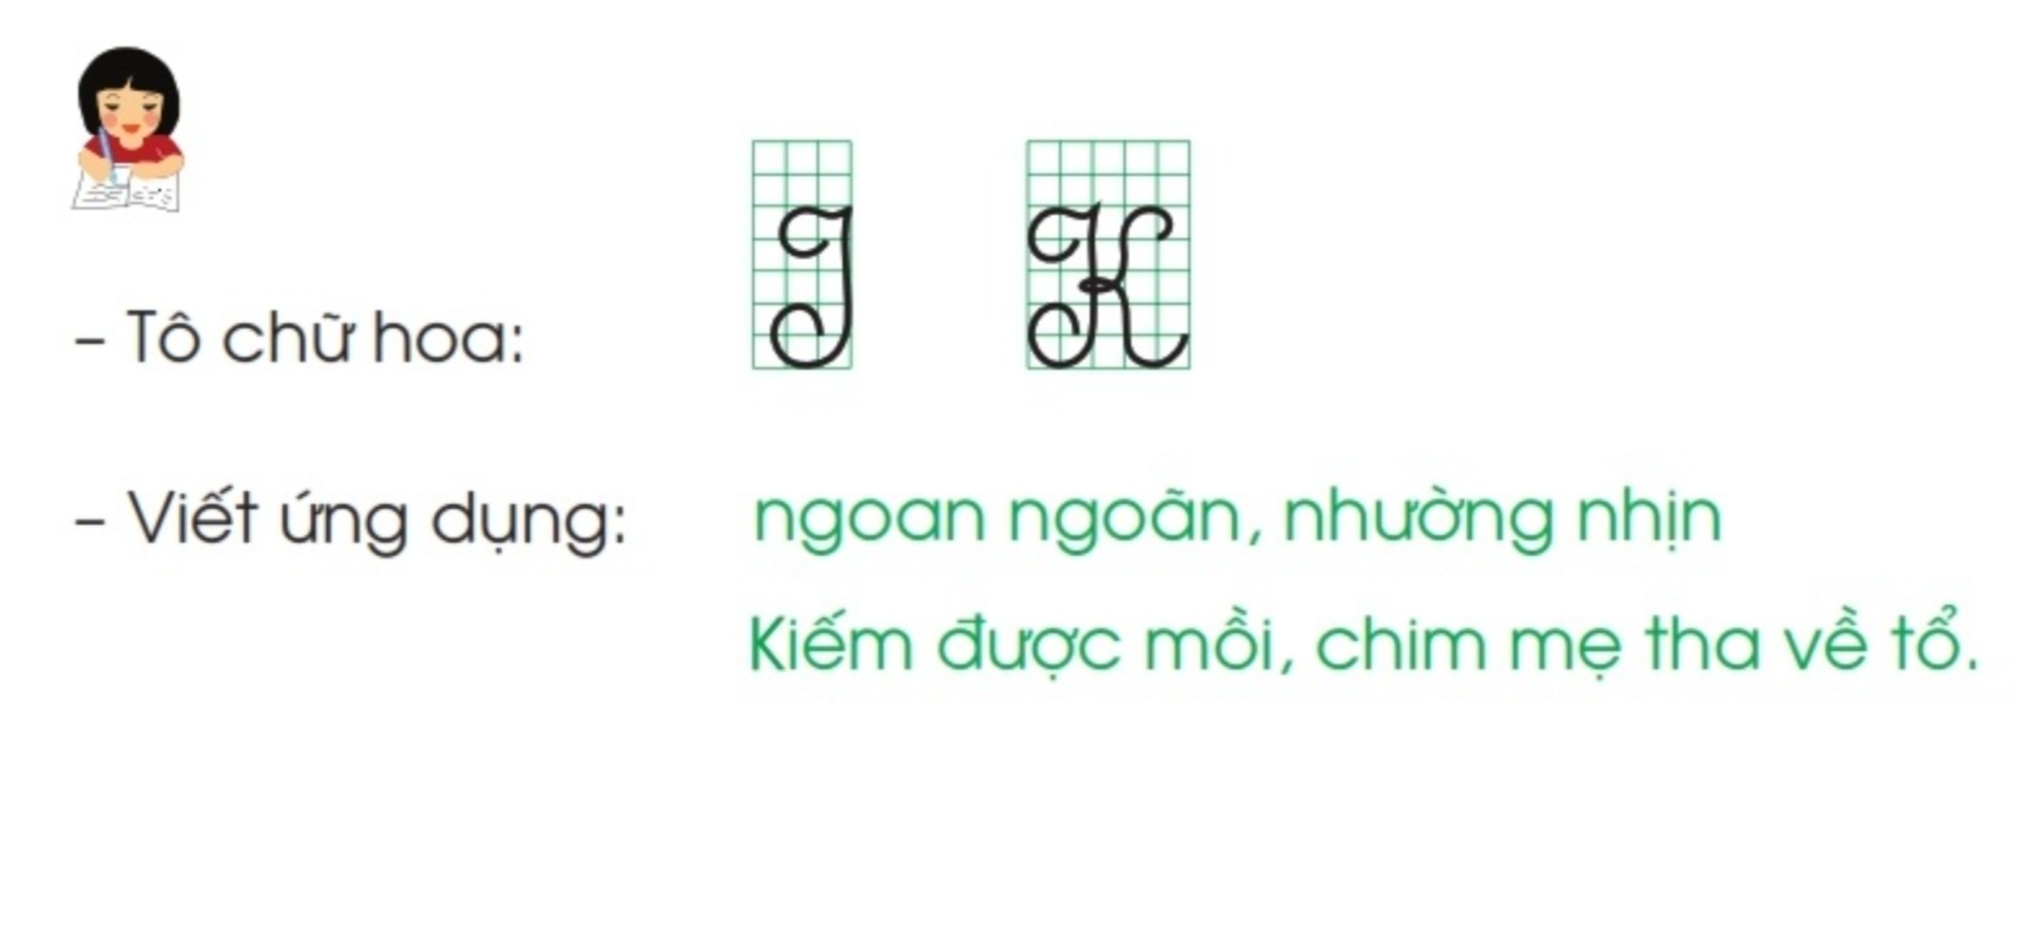 – Tô chữ hoa: I K
– Viết ứng dụng: ngoan ngoãn, nhường nhịn
Kiếm được mồi, chim mẹ tha về tổ.